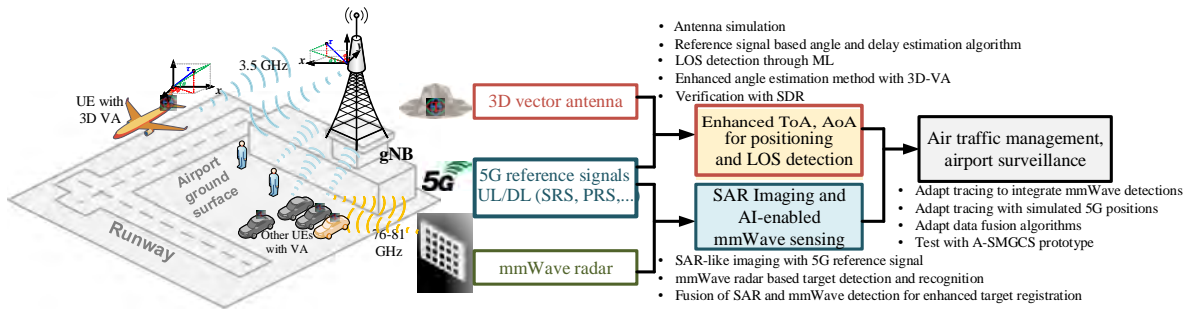 3.5 GHz
τ
x
τ
x
UE with
3D VA
gNB
Airport
ground
surface
Runway
Other UEs
with VA
76-81
GHz
3D vector antenna
5G
5G reference signals
UL/DL (SRS, PRS,...)
mmWave radar
• Antenna simulation
• Reference signal based angle and delay estimation algorithm
• LOS detection through ML
• Enhanced angle estimation method with 3D-VA
• Verification with SDR
Enhanced ToA, AoA
for positioning
and LOS detection
SAR Imaging and
AI-enabled
mmWave sensing
• SAR-like imaging with 5G reference signal
• mmWave radar based target detection and recognition
• Fusion of SAR and mmWave detection for enhanced target registration
Air traffic management,
airport surveillance
• Adapt tracing to integrate mmWave detections
• Adapt tracing with simulated 5G positions
• Adapt data fusion algorithms
• Test with A-SMGCS prototype